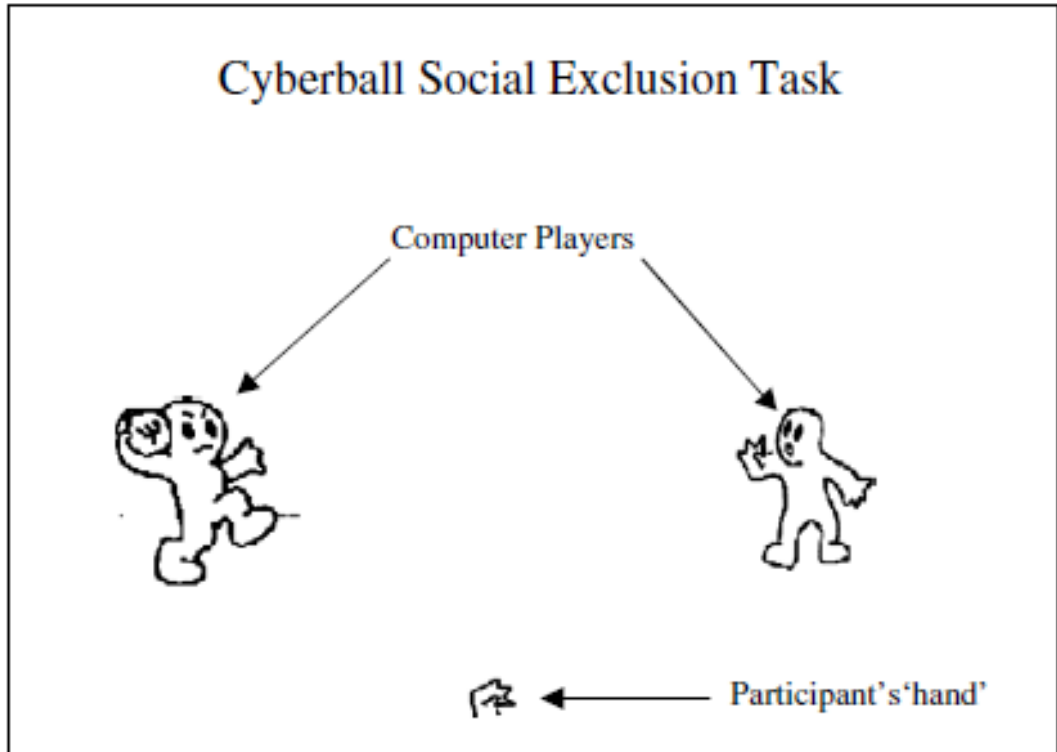 Cyberball Social Exclusion Task
Computer Players
Participant's‘hand’